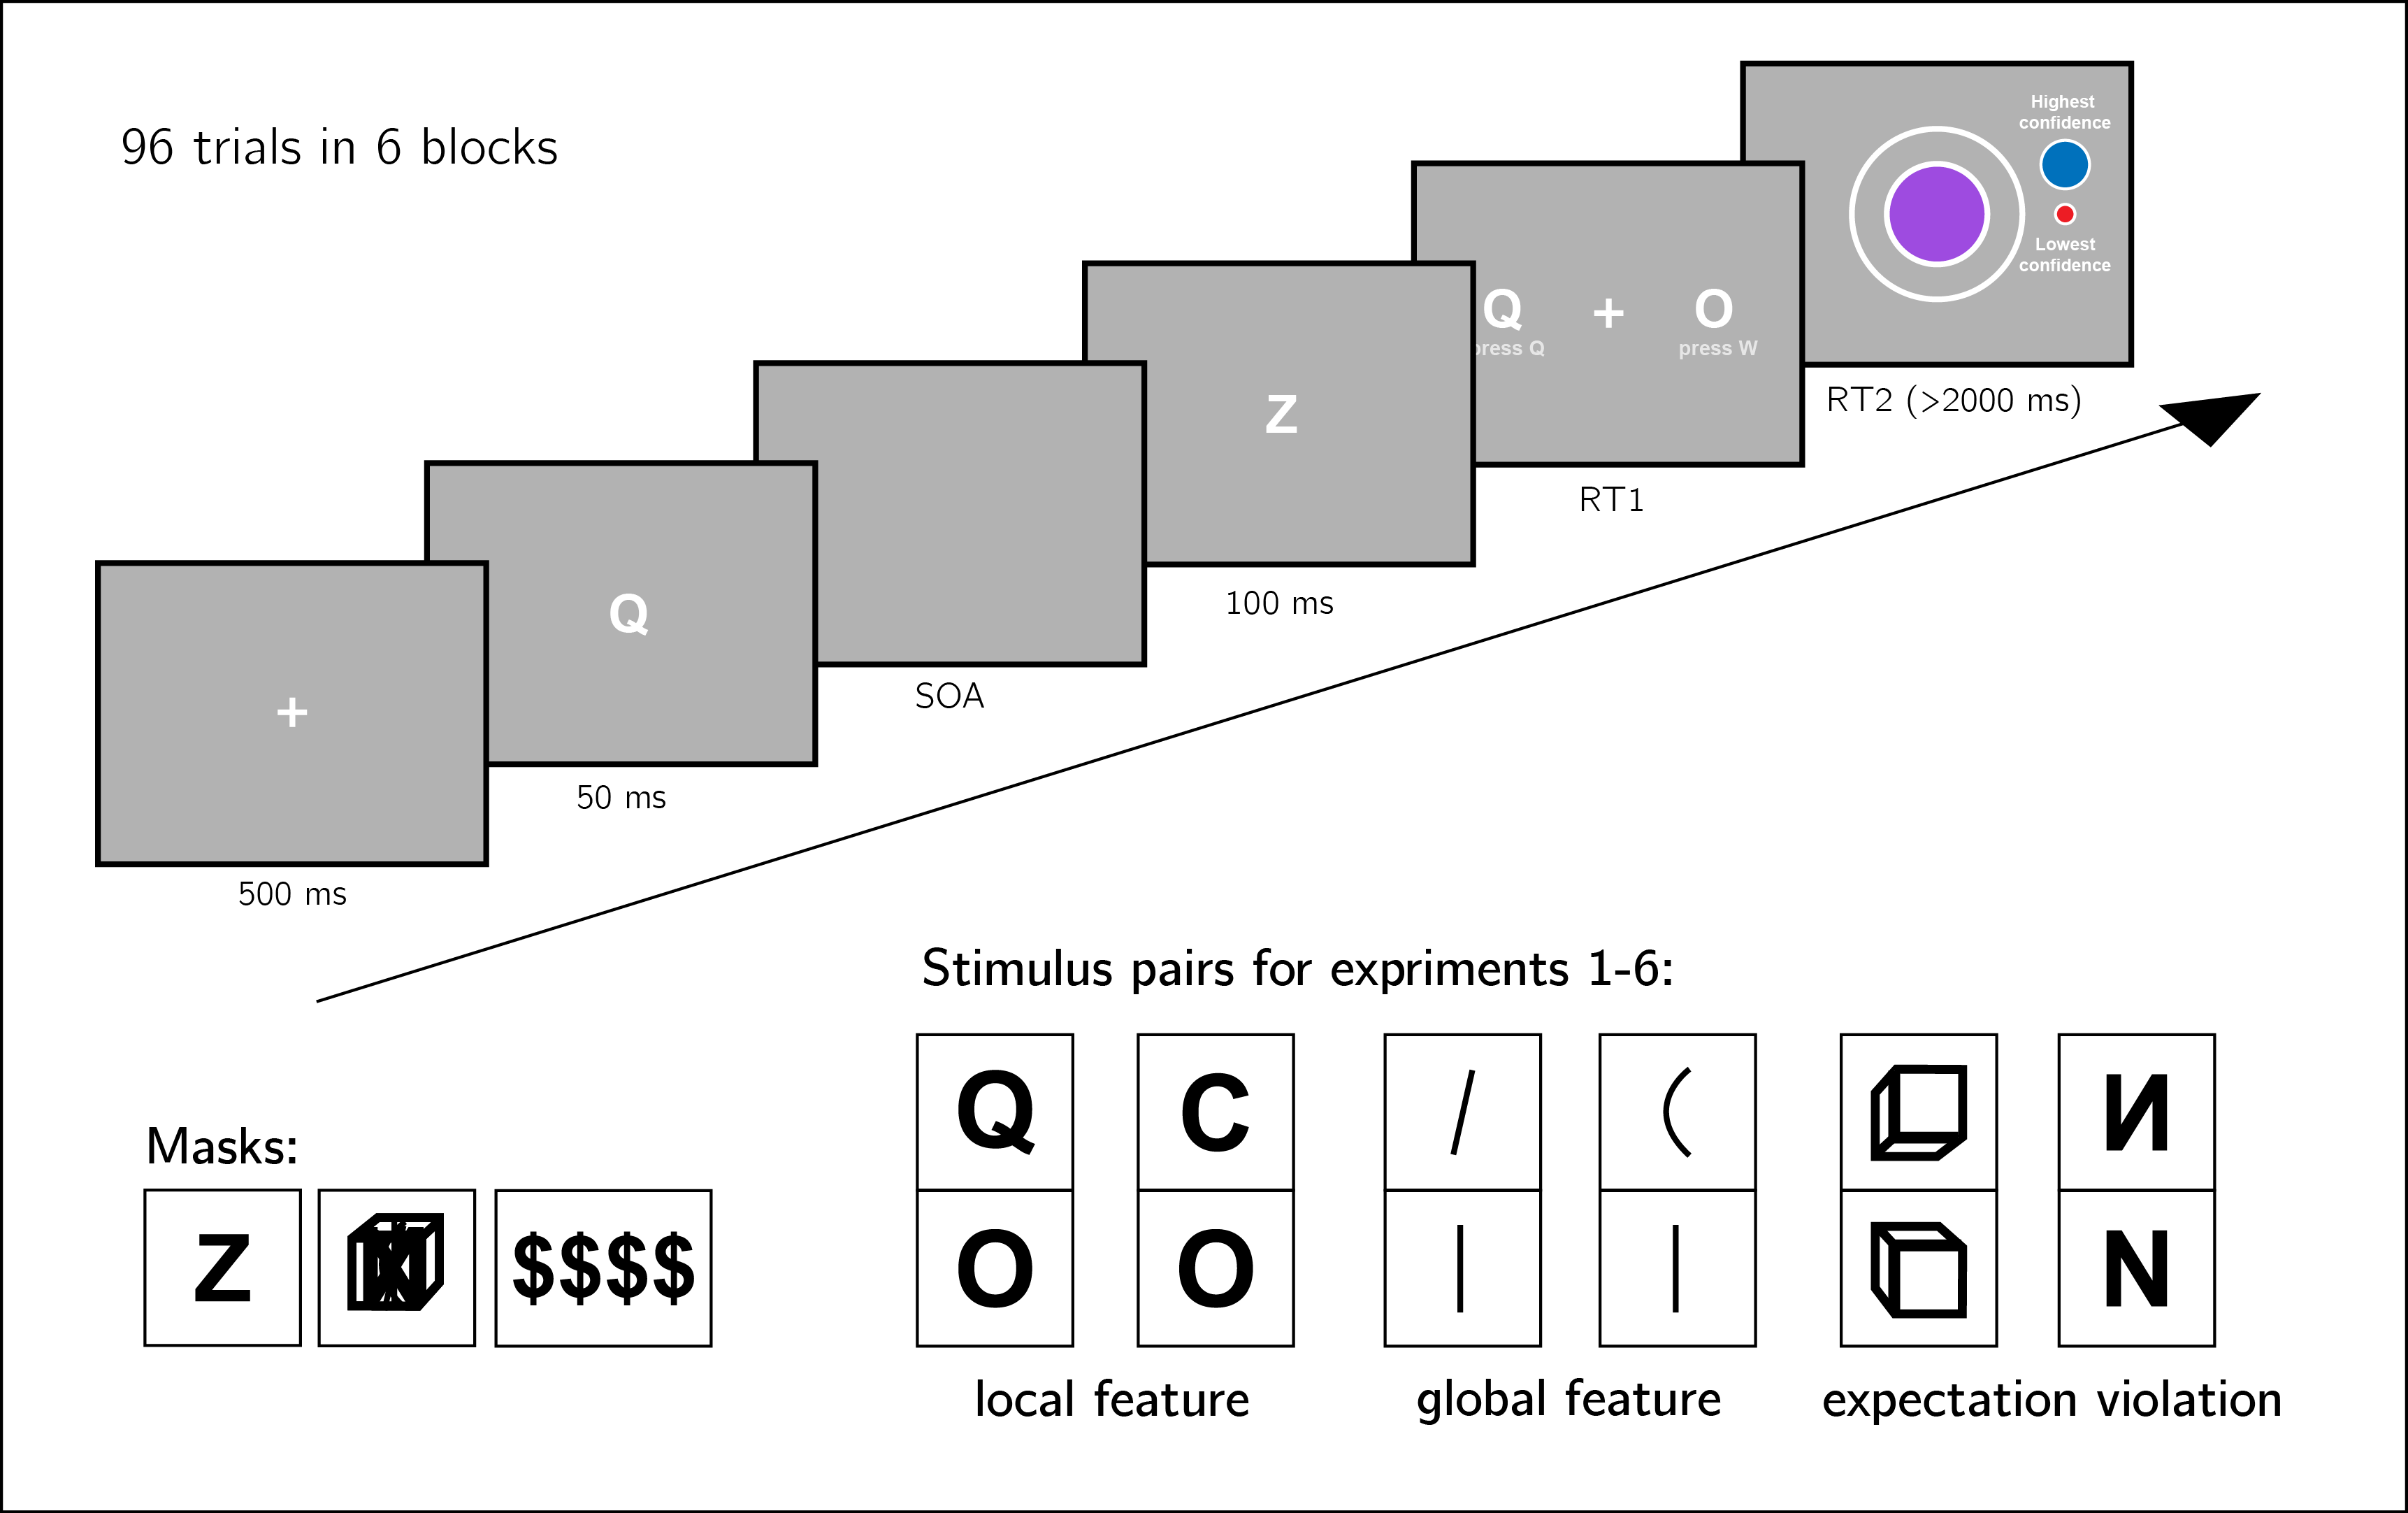 96 trials in 6 blocks
+
500 ms
Q
50 ms
SOA
Z
100 ms
Q + O
press Q press W
RT1
Highest
confidence
Lowest
confidence
RT2 (>2000 ms)
Masks:
Z
$$$$
Stimulus pairs for expriments 1-6:
Q C / ( И
O O | | N
local feature global feature expectation violation